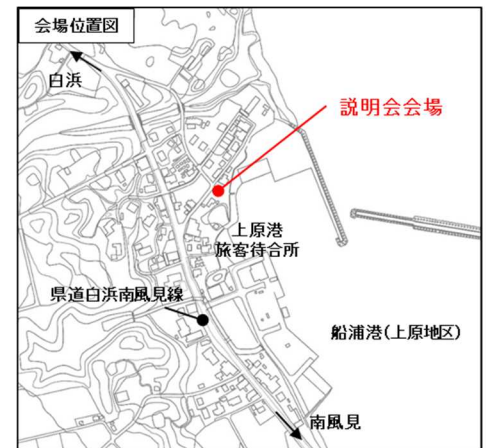 会場位置図
白浜
説明会会場
上原港
旅客待合所
県道白浜南風見線
船浦港(上原地区)
南風見